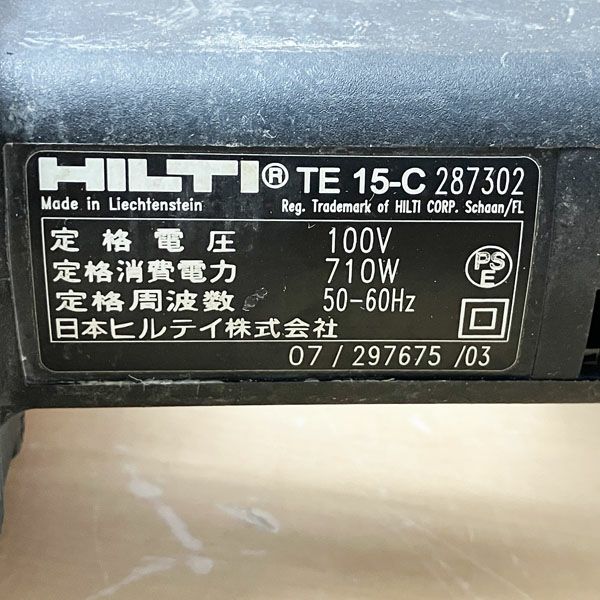 HILTI® TE 15-C 287302
Made in Liechtenstein Reg. Trademark of HILTI CORP. Schaan/FL
定格電圧 100V
定格消費電力 710W
PSE
定格周波数 50-60Hz
日本ヒルテイ株式会社
07 / 297675 /03